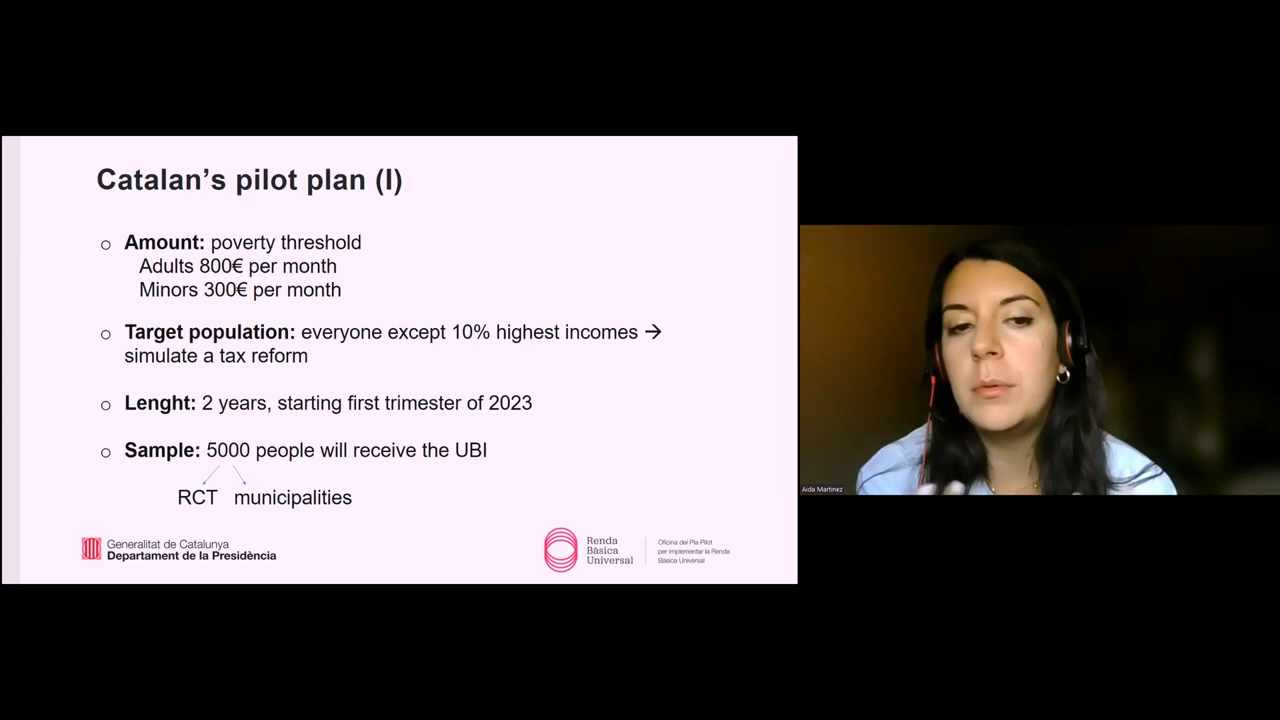 Catalan’s pilot plan (I)
o Amount: poverty threshold
Adults 800€ per month
Minors 300€ per month
o Target population: everyone except 10% highest incomes →
simulate a tax reform
o Lenght: 2 years, starting first trimester of 2023
o Sample: 5000 people will receive the UBI
RCT municipalities
Generalitat de Catalunya
Departament de la Presidència
Renda
Bàsica
Universal
Oficina del Pla Pilot
per implementar la Renda
Bàsica Universal
Aida Martinez